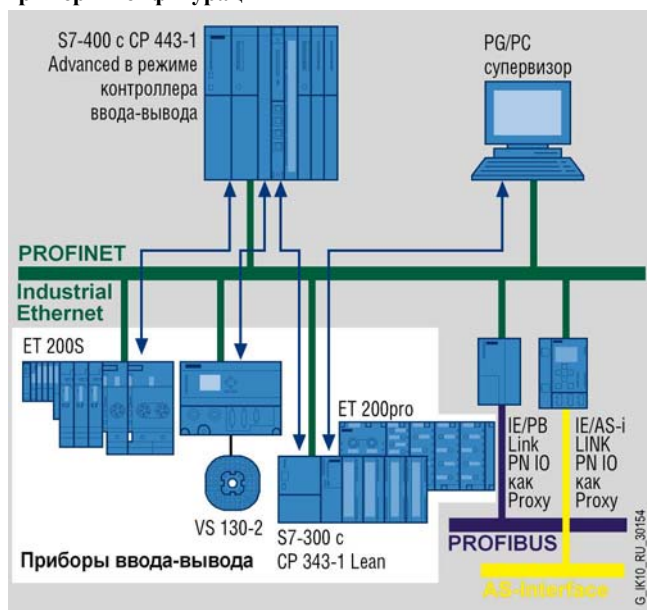 S7-400 с CP 443-1
Advanced в режиме
контроллера
ввода-вывода
PG/PC
супервизор
PROFINET
Industrial
Ethernet
ET 200S
VS 130-2
ET 200pro
S7-300 с
CP 343-1 Lean
Приборы ввода-вывода
IE/PB
Link
PN IO
как
Proxy
IE/AS-i
LINK
PN IO
как
Proxy
PROFIBUS
AS-Interface
G_IK10_RU_30154